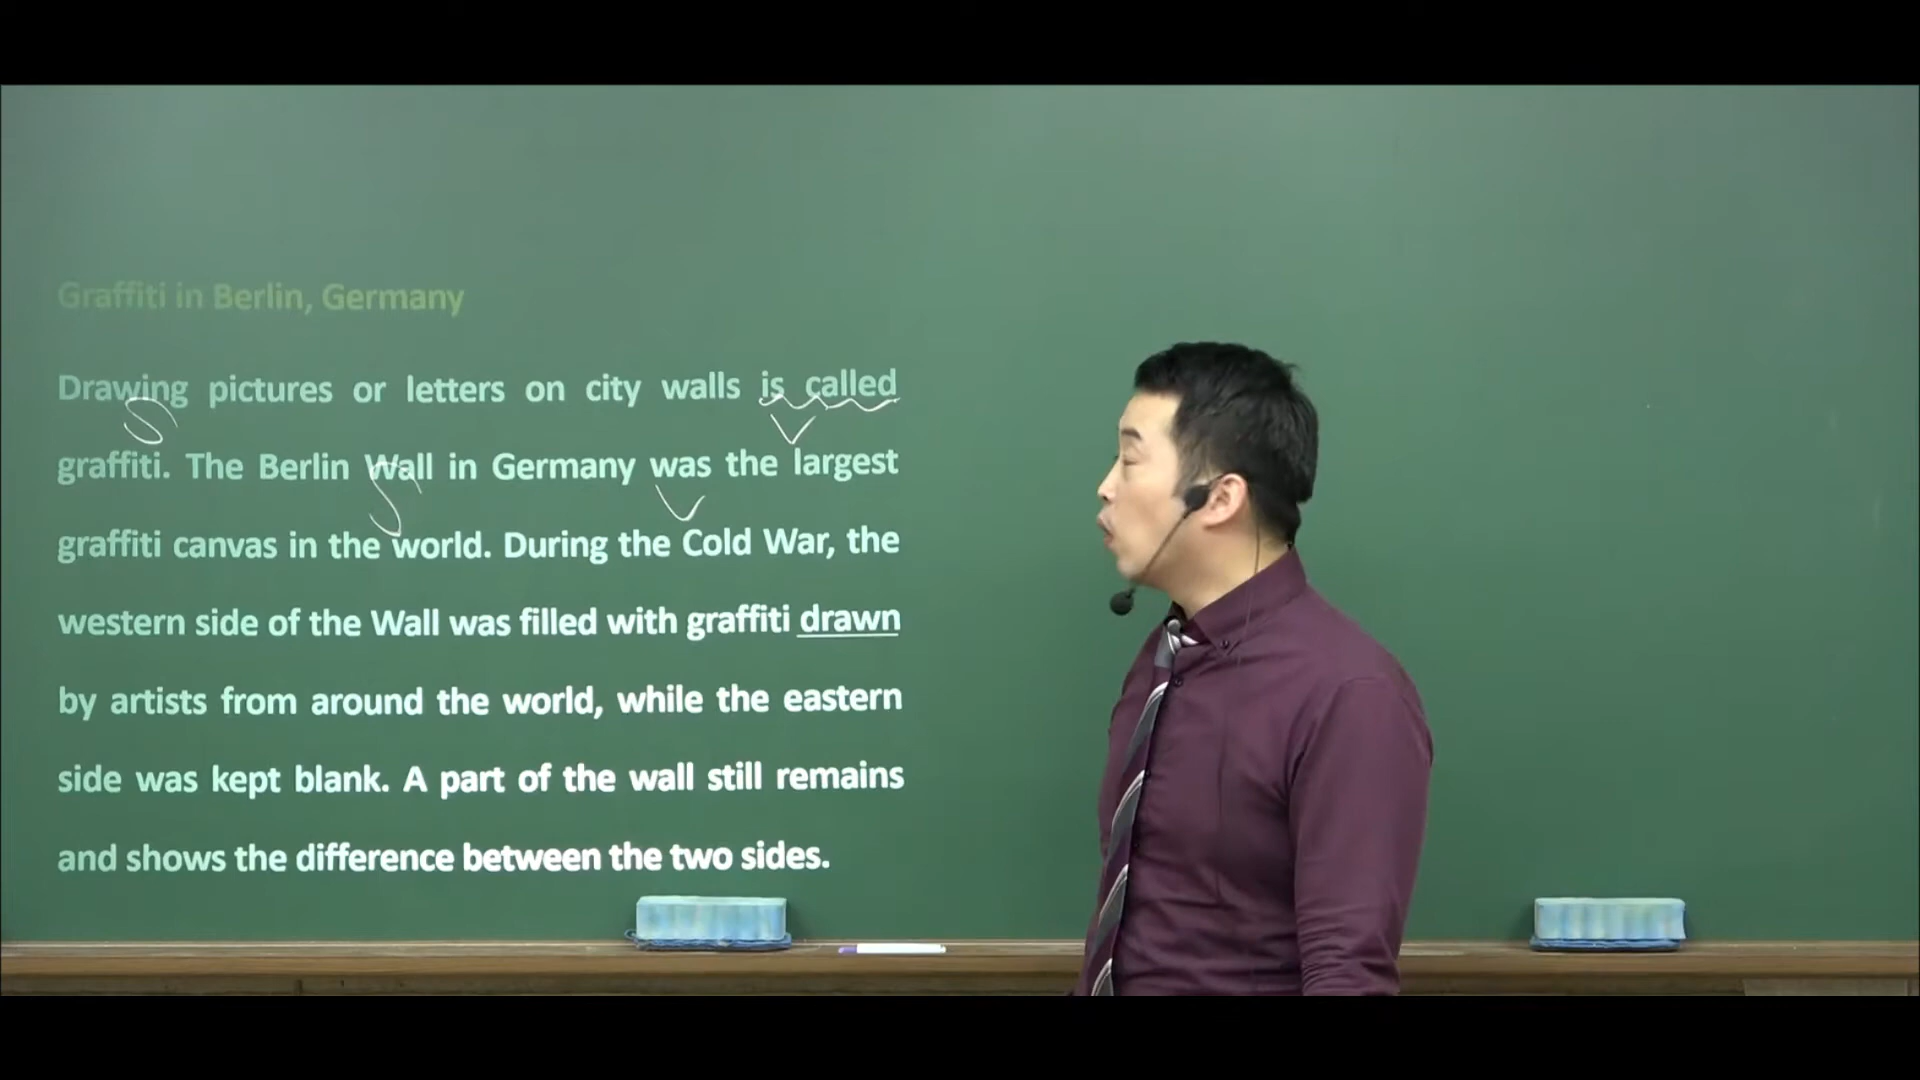 Graffiti in Berlin, Germany
Drawing pictures or letters on city walls is called
S
V
graffiti. The Berlin Wall in Germany was the largest
S
V
graffiti canvas in the world. During the Cold War, the
western side of the Wall was filled with graffiti drawn
by artists from around the world, while the eastern
side was kept blank. A part of the wall still remains
and shows the difference between the two sides.